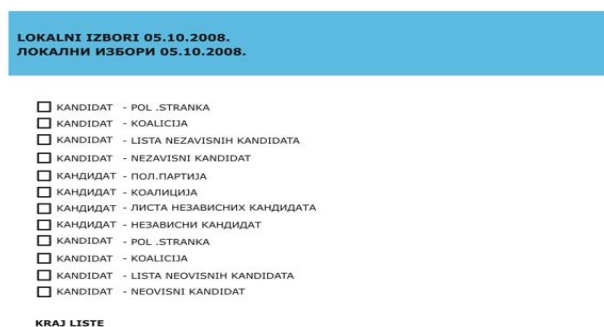 LOKALNI IZBORI 05.10.2008.
ЛОКАЛНИ ИЗБОРИ 05.10.2008.
KANDIDAT - POL .STRANKA
KANDIDAT - KOALICIJA
KANDIDAT - LISTA NEZAVISNIH KANDIDATA
KANDIDAT - NEZAVISNI KANDIDAT
КАНДИДАТ - ПОЛ.ПАРТИЈА
КАНДИДАТ - КОАЛИЦИЈА
КАНДИДАТ - ЛИСТА НЕЗАВИСНИХ КАНДИДАТА
КАНДИДАТ - НЕЗАВИСНИ КАНДИДАТ
KANDIDAT - POL .STRANKA
KANDIDAT - KOALICIJA
KANDIDAT - LISTA NEOVISNIH KANDIDATA
KANDIDAT - NEOVISNI KANDIDAT
KRAJ LISTE